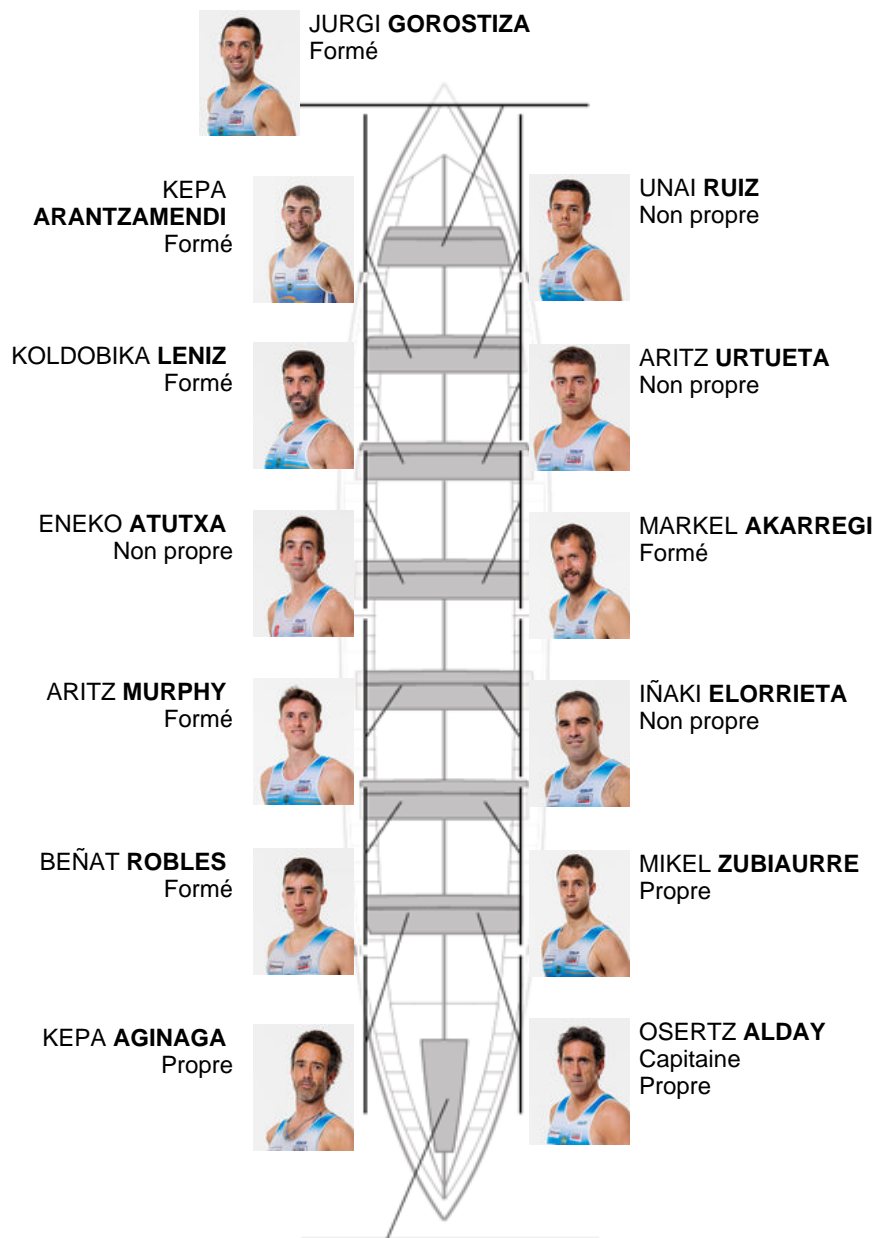 JURGI GOROSTIZA
Formé
KEPA
ARANTZAMENDI
Formé
UNAI RUIZ
Non propre
KOLDOBIKA LENIZ
Formé
ARITZ URTUETA
Non propre
ENEKO ATUTXA
Non propre
MARKEL AKARREGI
Formé
ARITZ MURPHY
Formé
IÑAKI ELORRIETA
Non propre
BEÑAT ROBLES
Formé
MIKEL ZUBIAURRE
Propre
KEPA AGINAGA
Propre
OSERTZ ALDAY
Capitaine
Propre